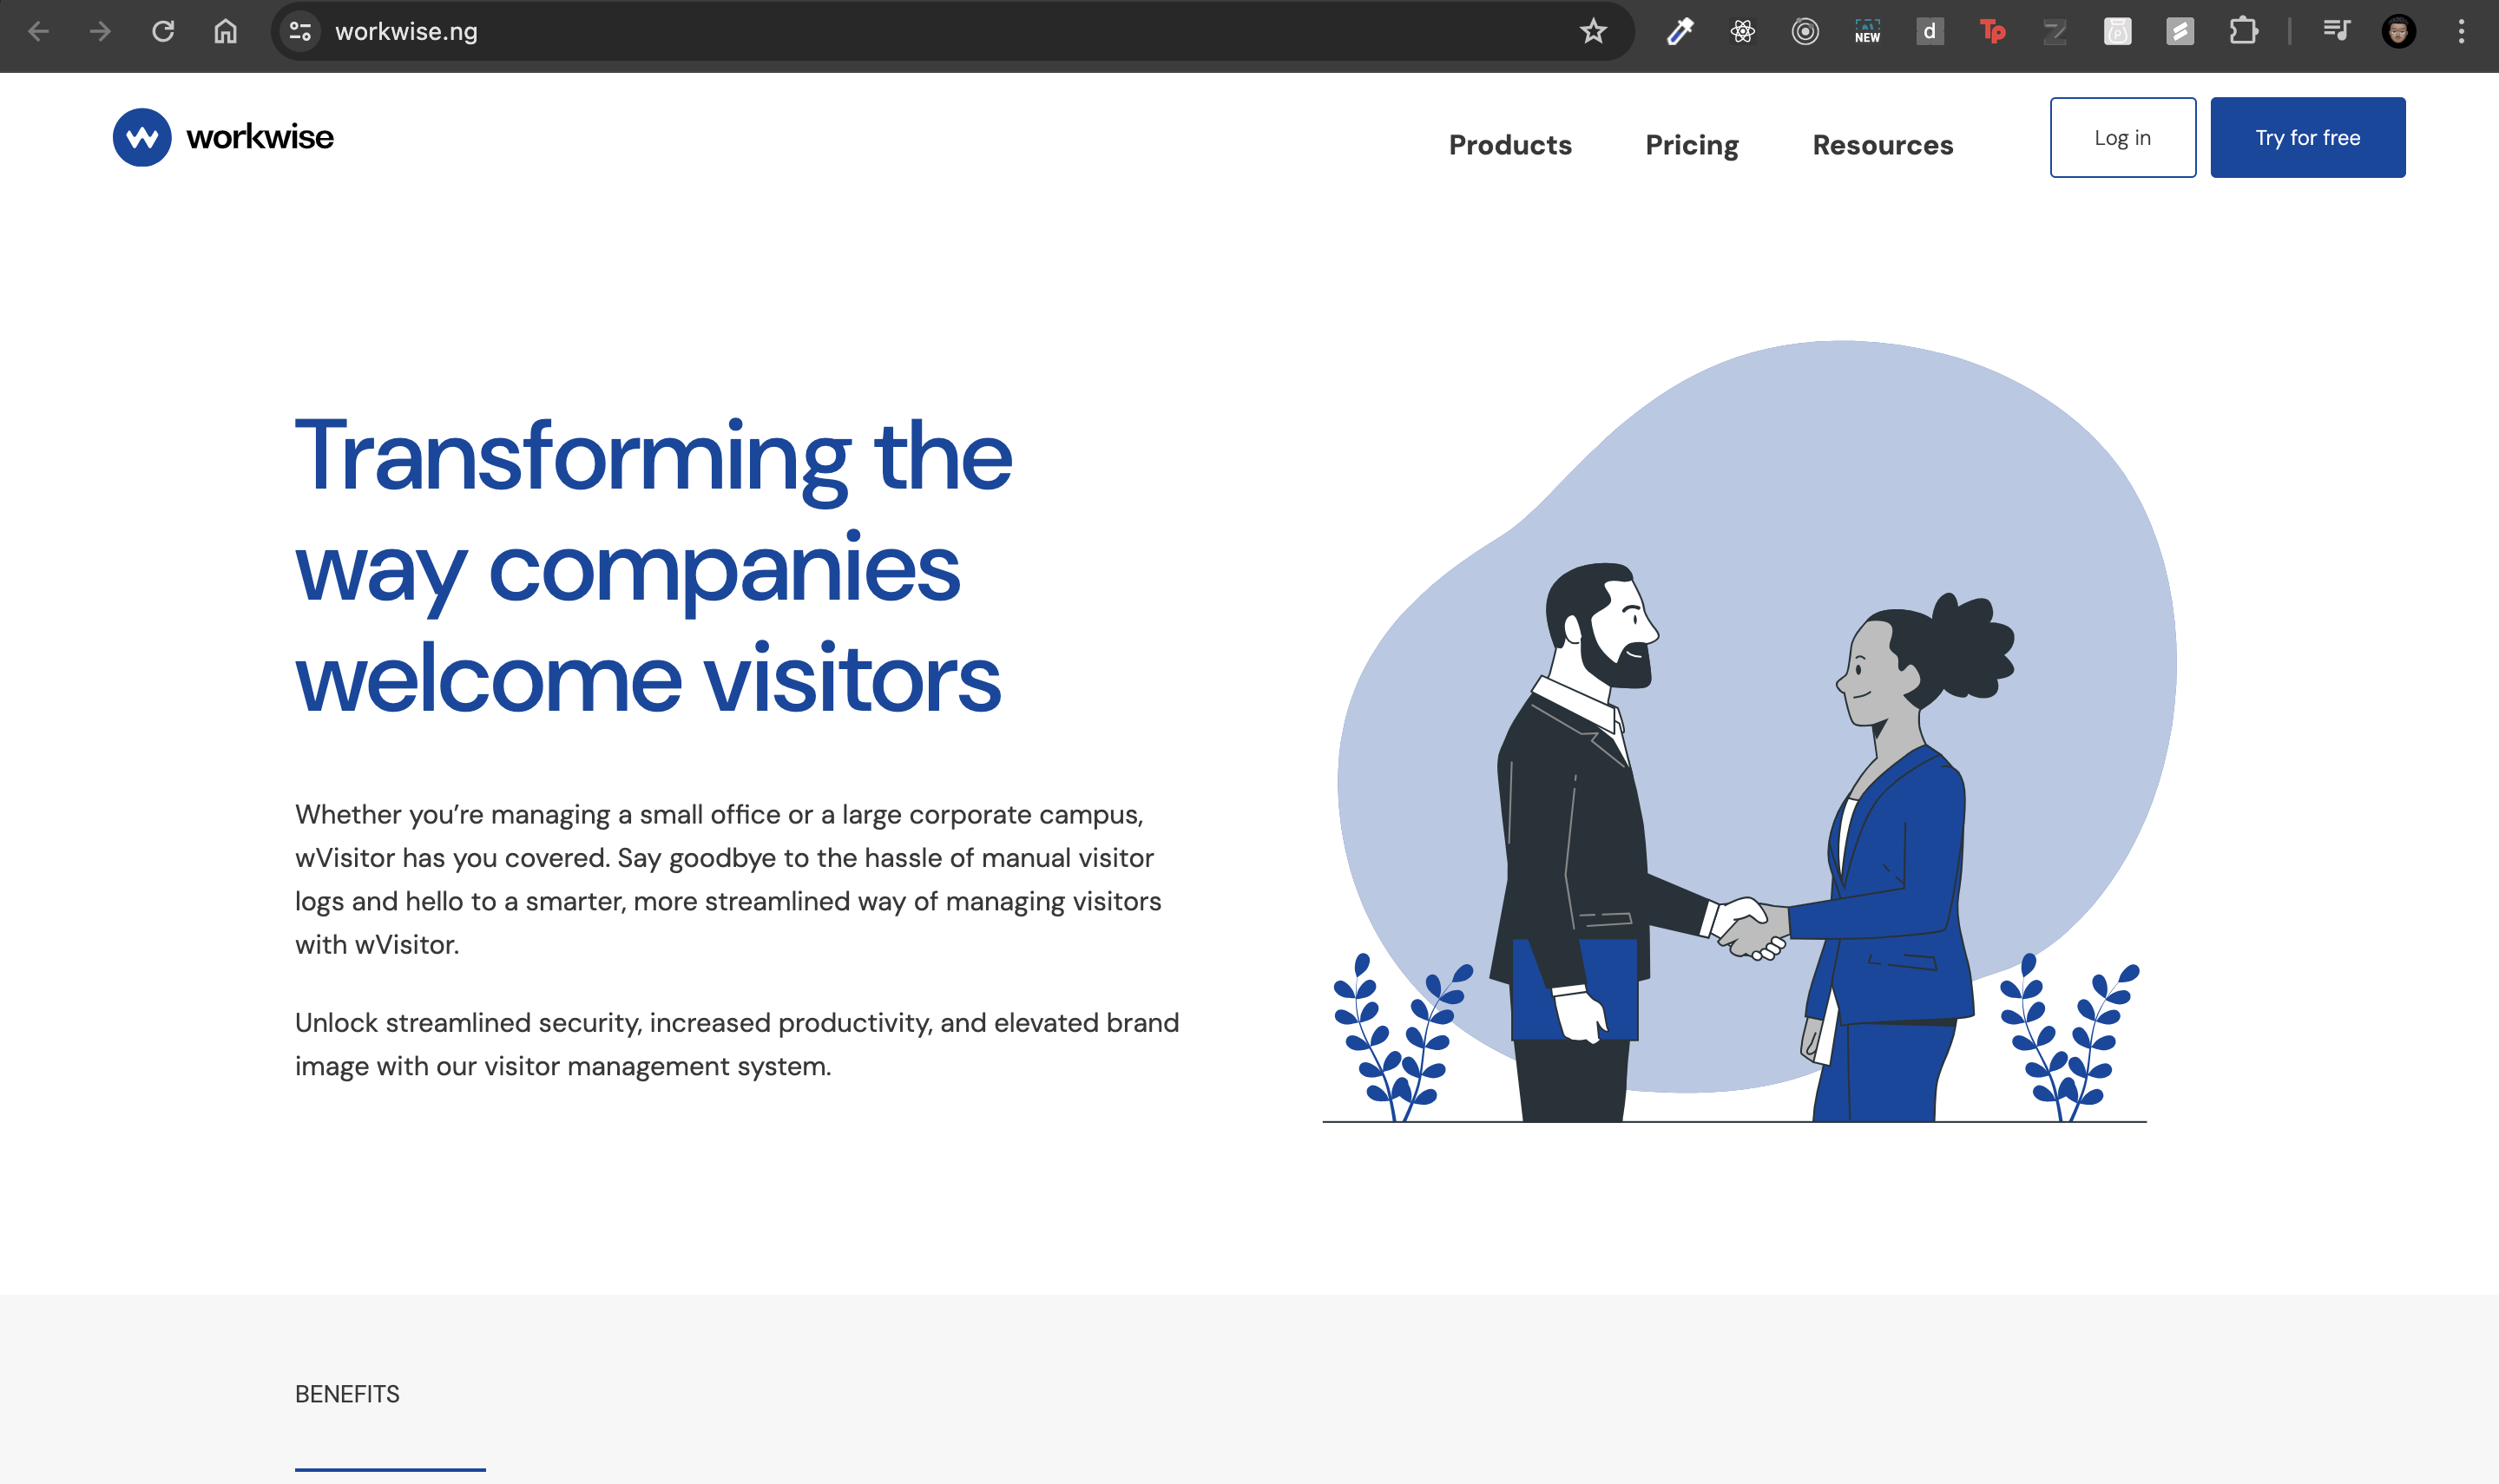 workwise.ng
NEW
d
Tp
Z
P
workwise
Products
Pricing
Resources
Log in
Try for free
Transforming the
way companies
welcome visitors
Whether you’re managing a small office or a large corporate campus,
wVisitor has you covered. Say goodbye to the hassle of manual visitor
logs and hello to a smarter, more streamlined way of managing visitors
with wVisitor.
Unlock streamlined security, increased productivity, and elevated brand
image with our visitor management system.
BENEFITS